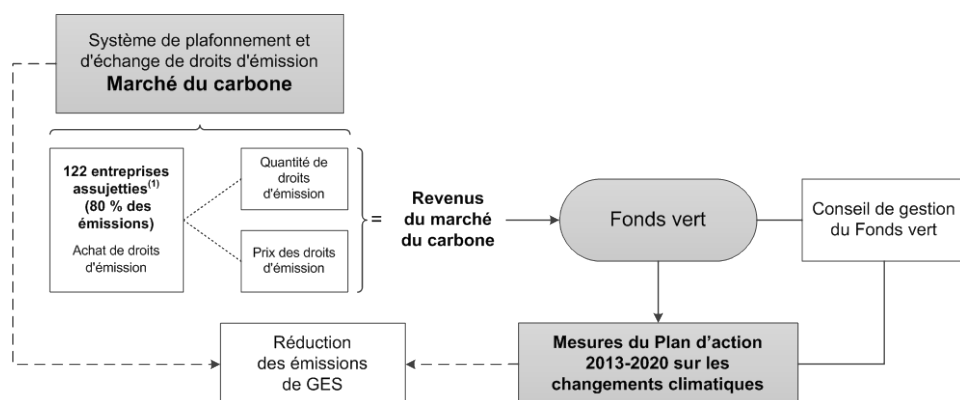 Système de plafonnement et
d'échange de droits d'émission
Marché du carbone
122 entreprises
assujetties(1)
(80 % des
émissions)
Achat de droits
d'émission
Quantité de
droits
d'émission
Prix des droits
d'émission
=
Revenus
du marché
du carbone
Fonds vert
Conseil de gestion
du Fonds vert
Réduction
des émissions
de GES
Mesures du Plan d’action
2013-2020 sur les
changements climatiques